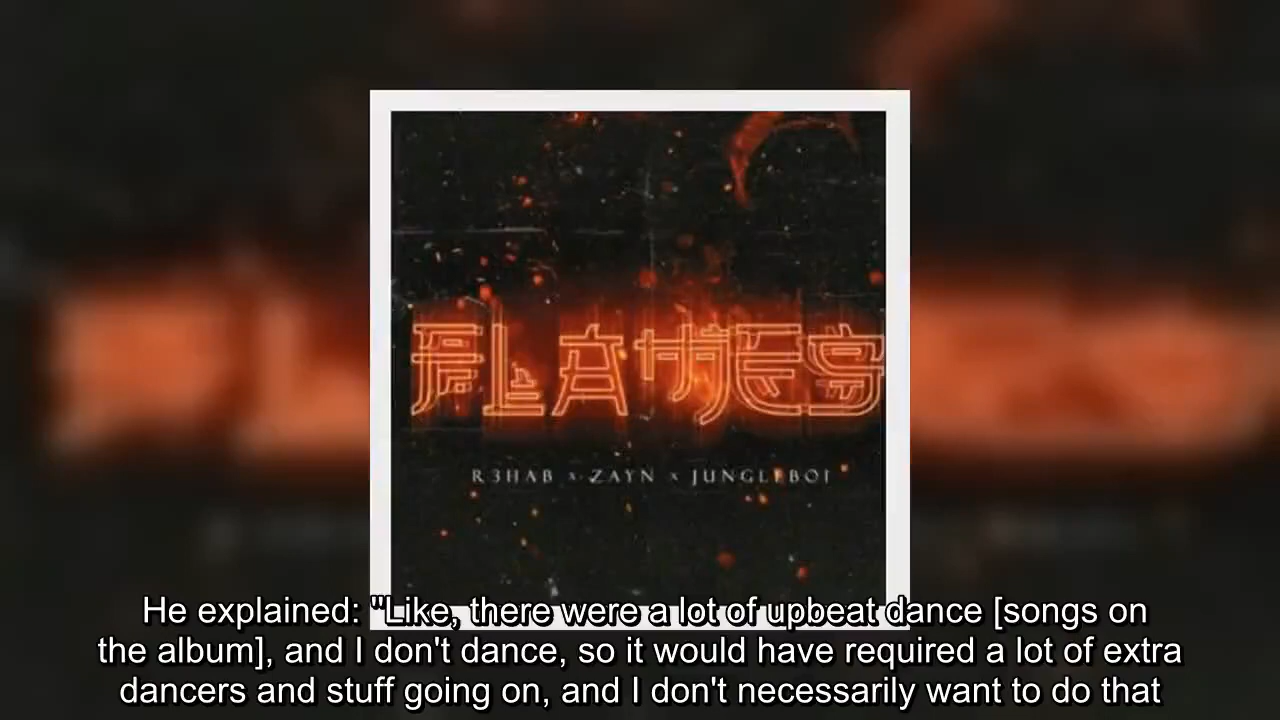 FLAMES
R3HAB x ZAYN x JUNGLEBOI
He explained: "Like, there were a lot of upbeat dance [songs on
the album], and I don't dance, so it would have required a lot of extra
dancers and stuff going on, and I don't necessarily want to do that